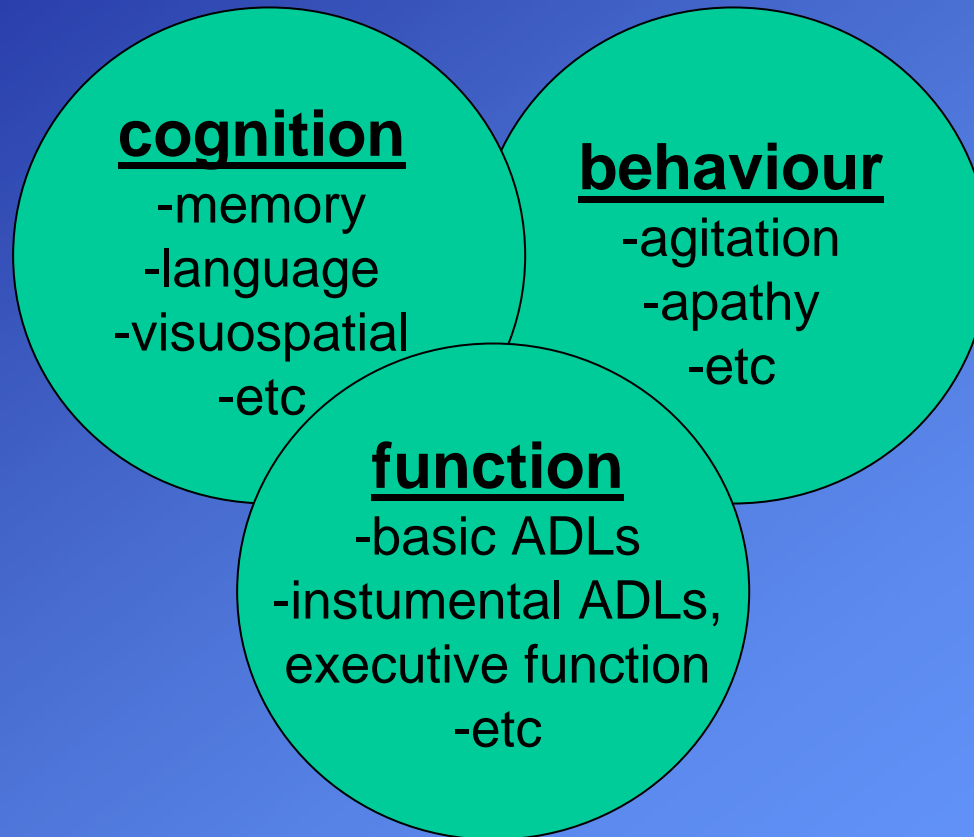 cognition
-memory
-language
-visuospatial
-etc
behaviour
-agitation
-apathy
-etc
function
-basic ADLs
-instumental ADLs,
executive function
-etc